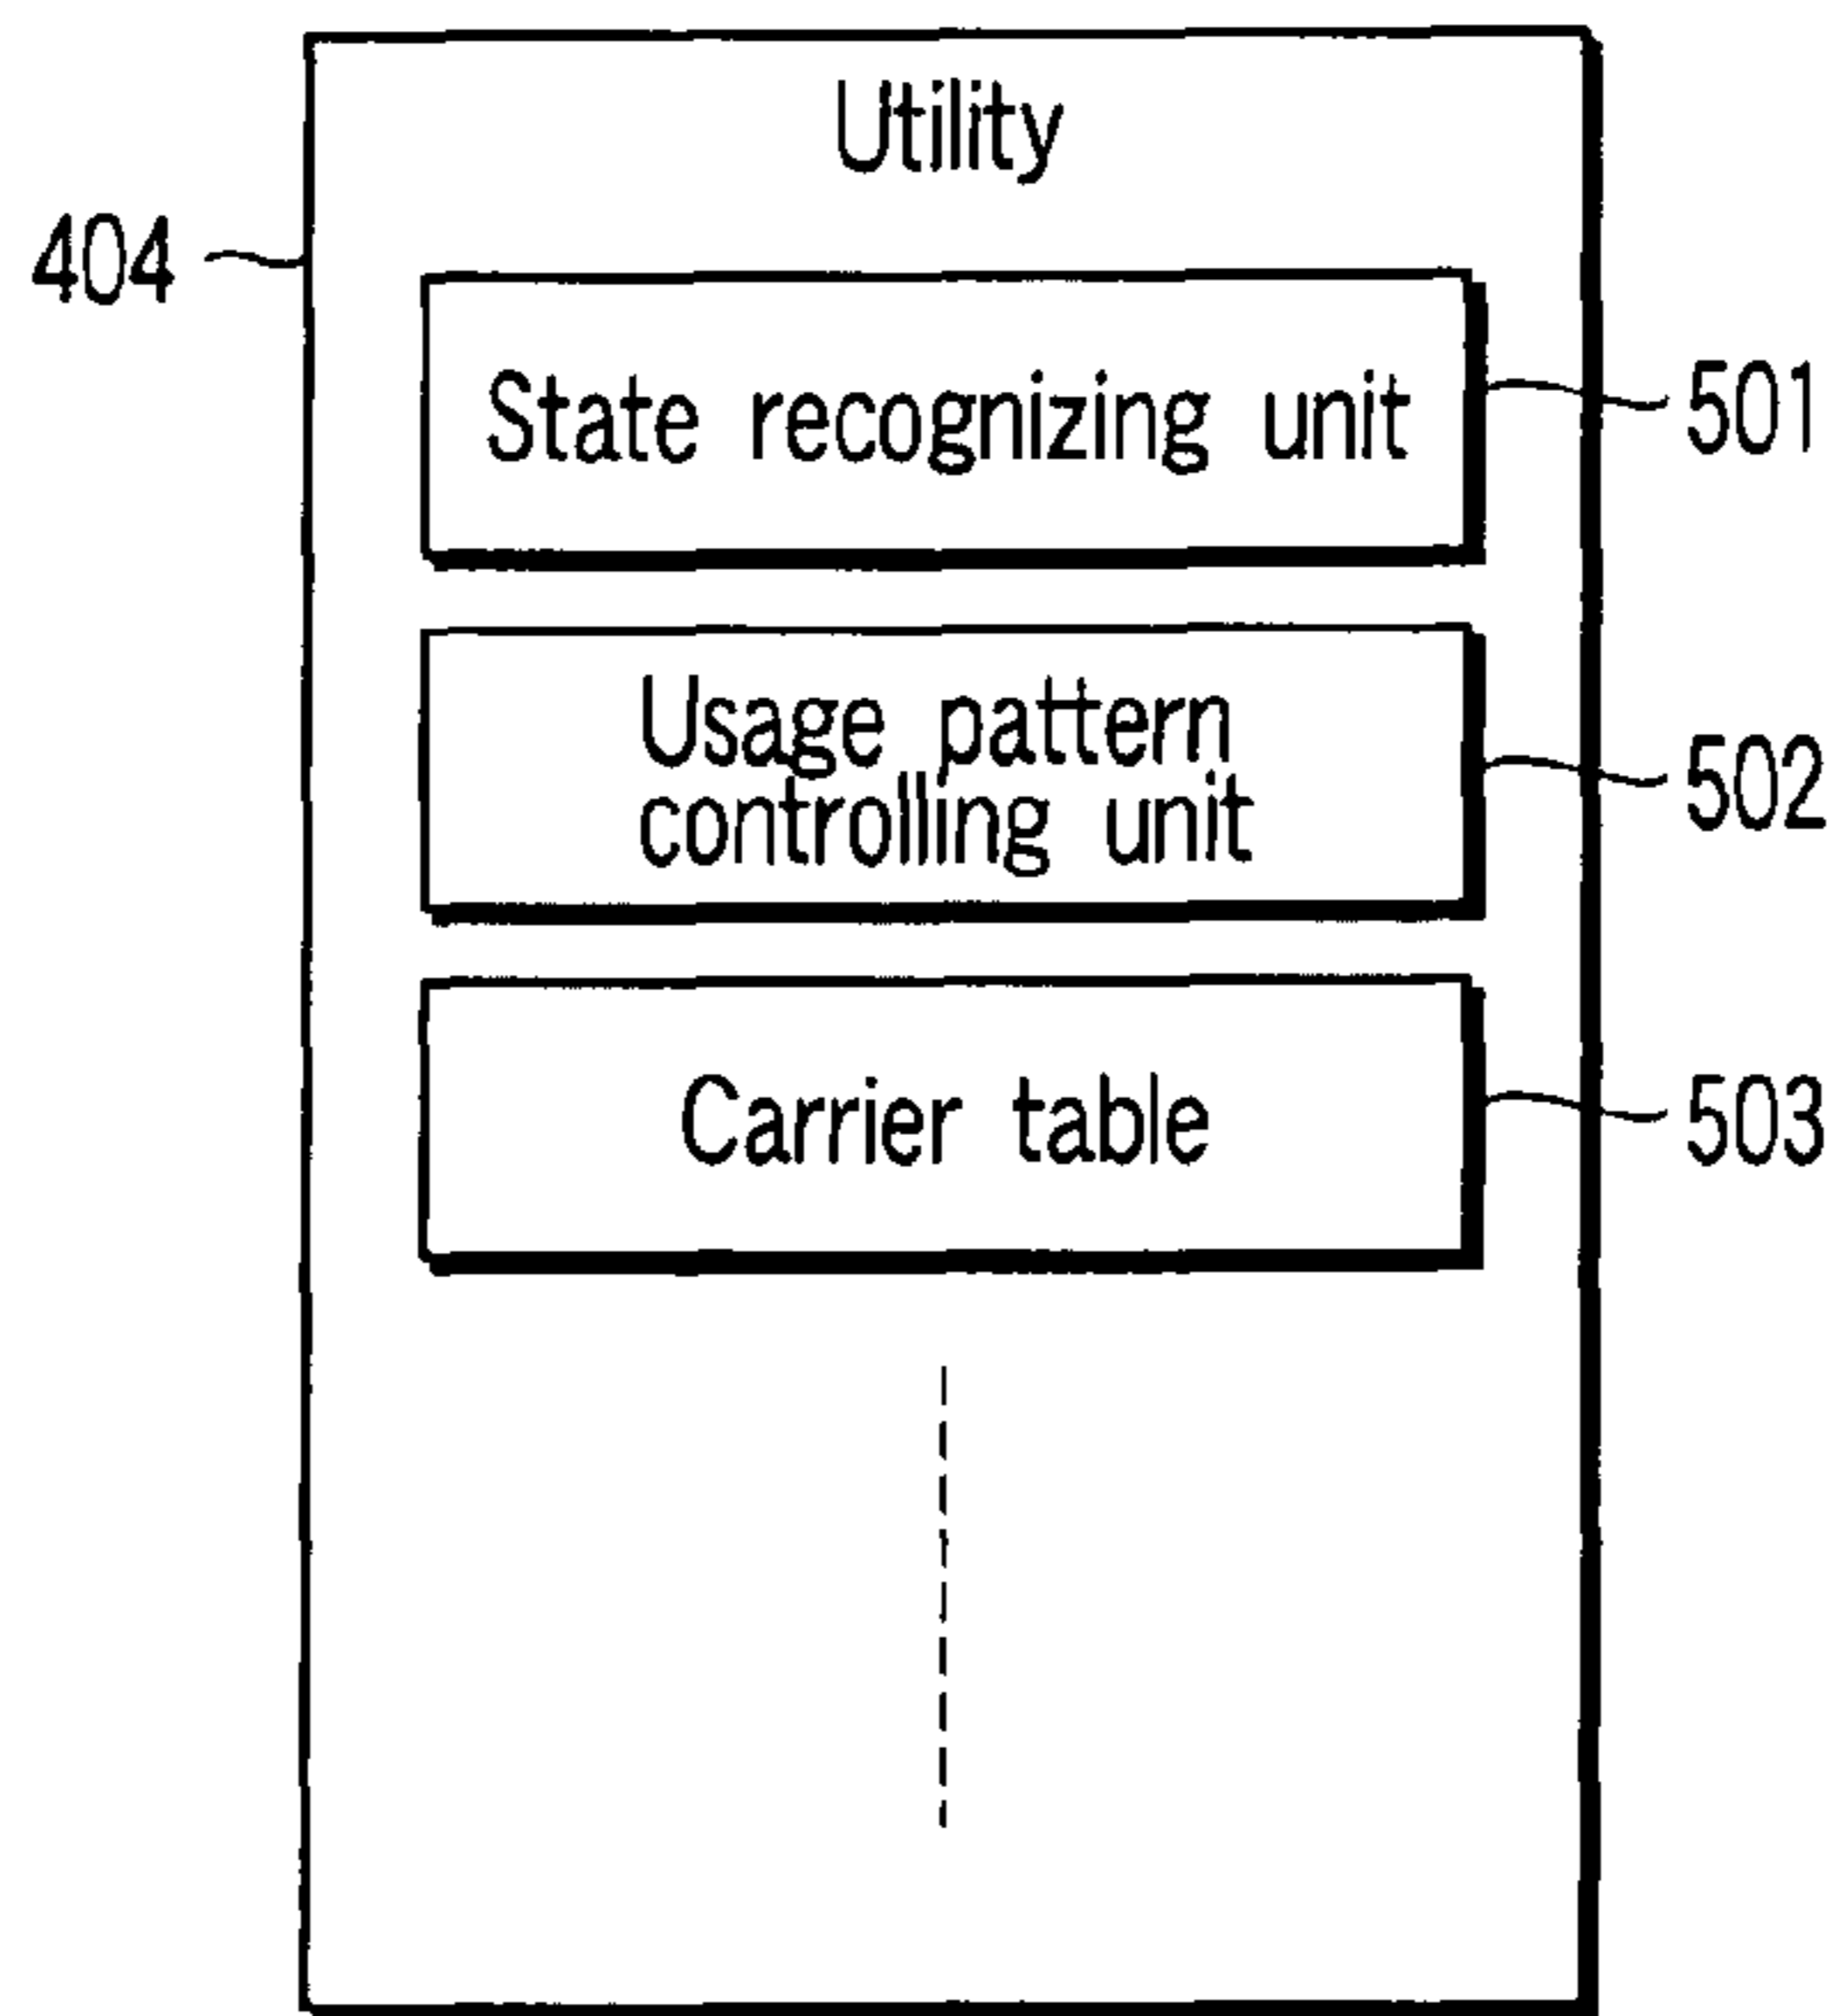 Utility
404
State recognizing unit
501
Usage pattern
controlling unit
502
Carrier table
503